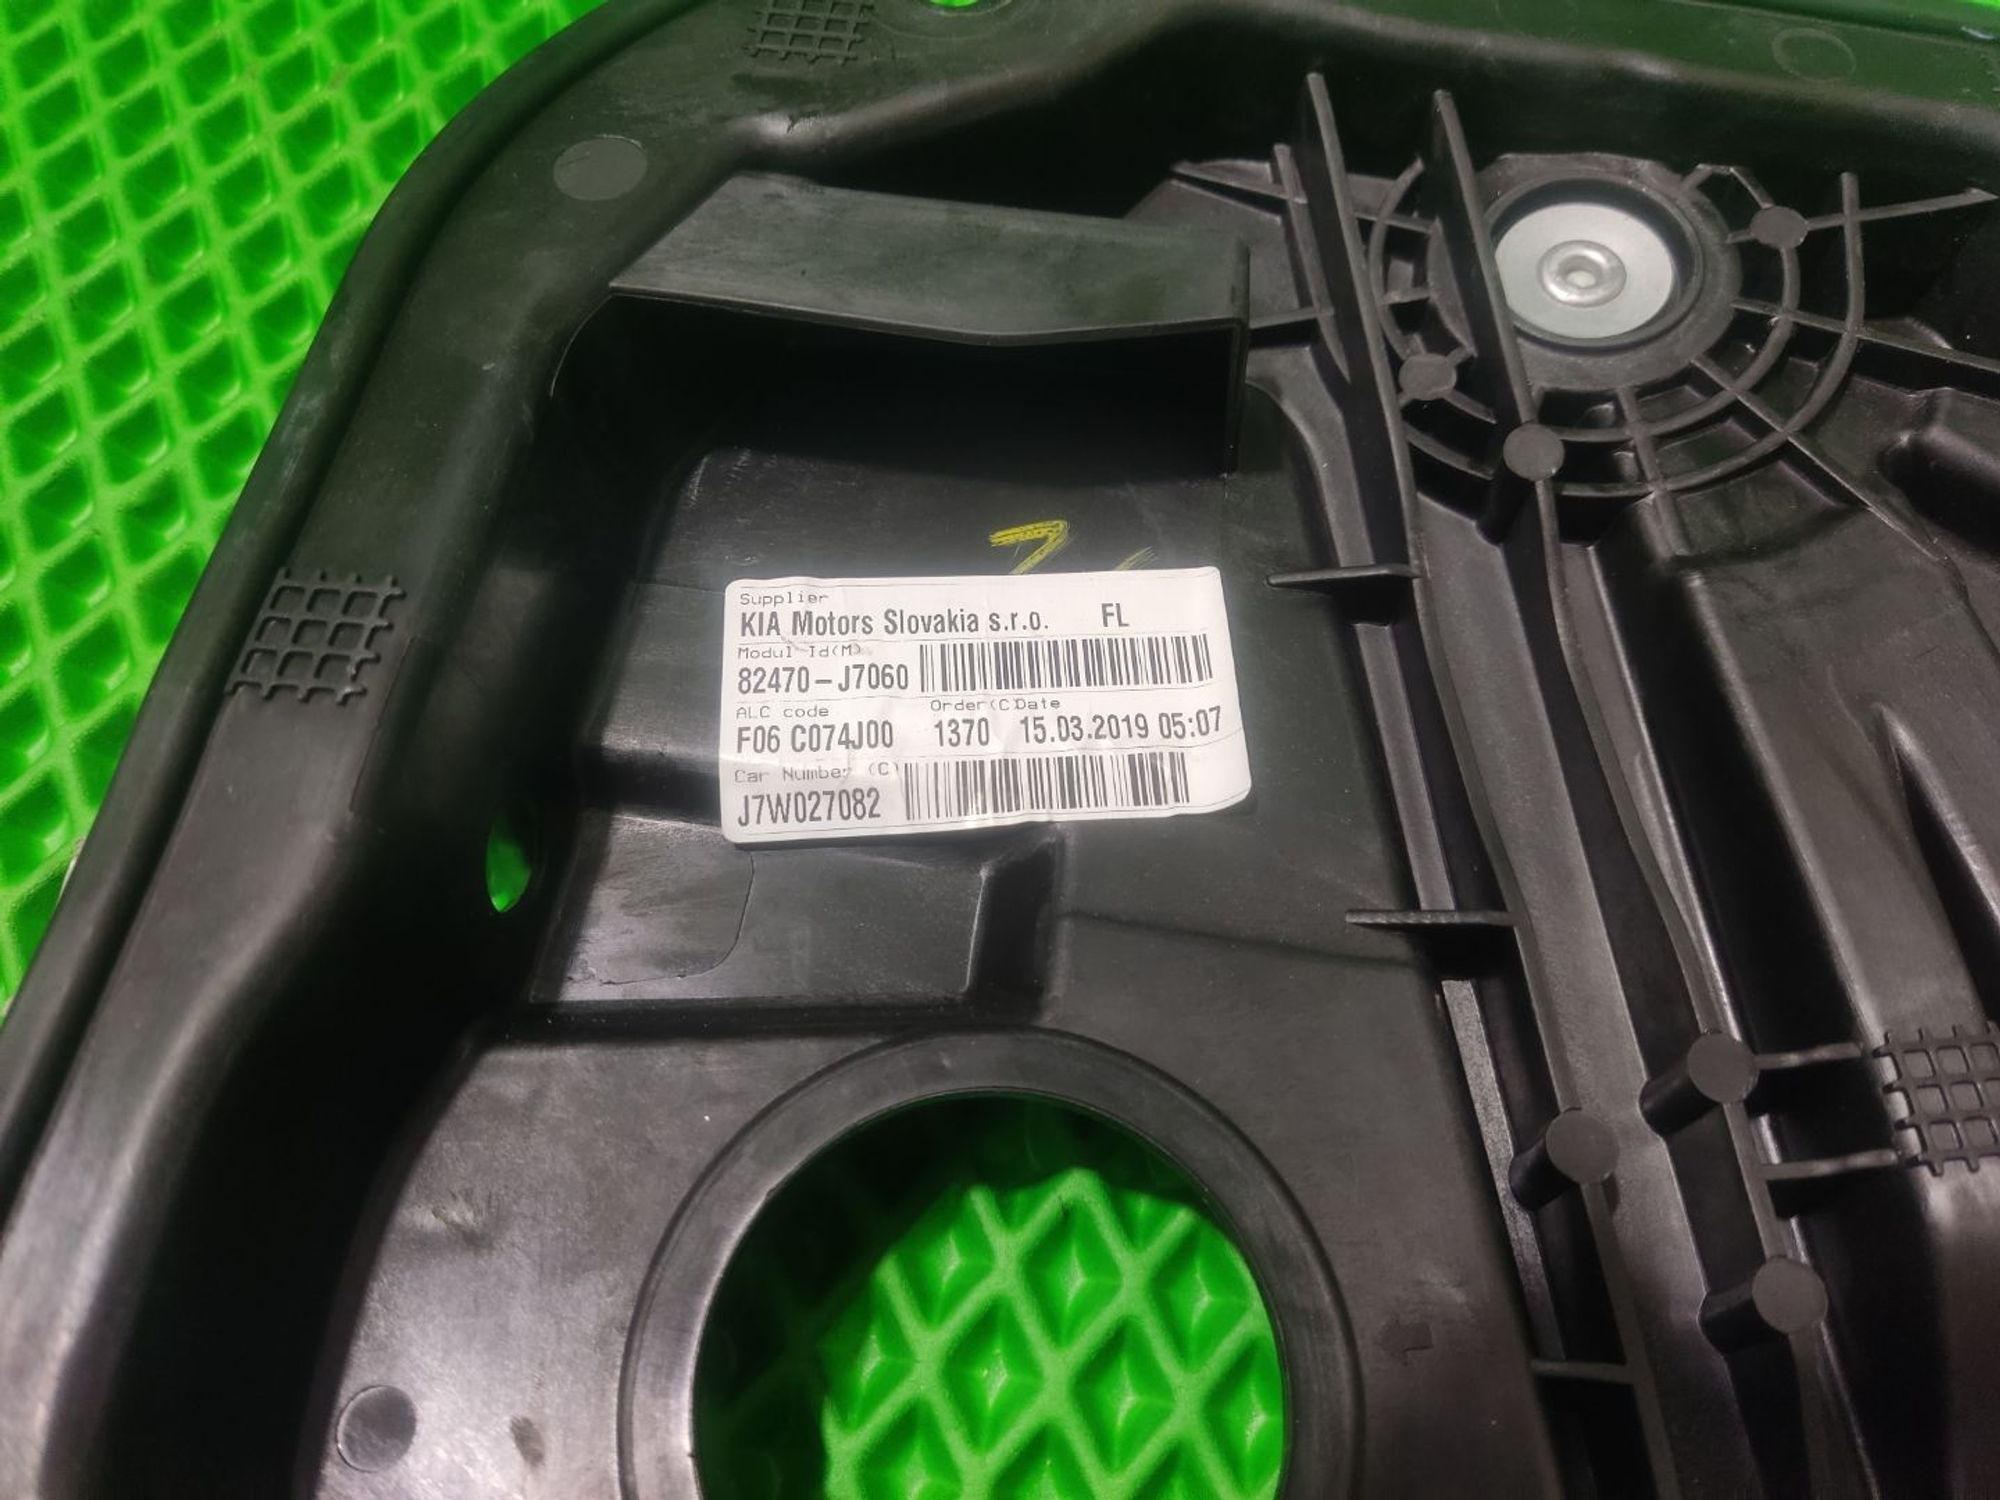 Supplier
KIA Motors Slovakia s.r.o. FL
Modul Id(M)
82470-J7060
ALC code Order(C)Date
F06 C074J00 1370 15.03.2019 05:07
Car Number (C)
J7W027082